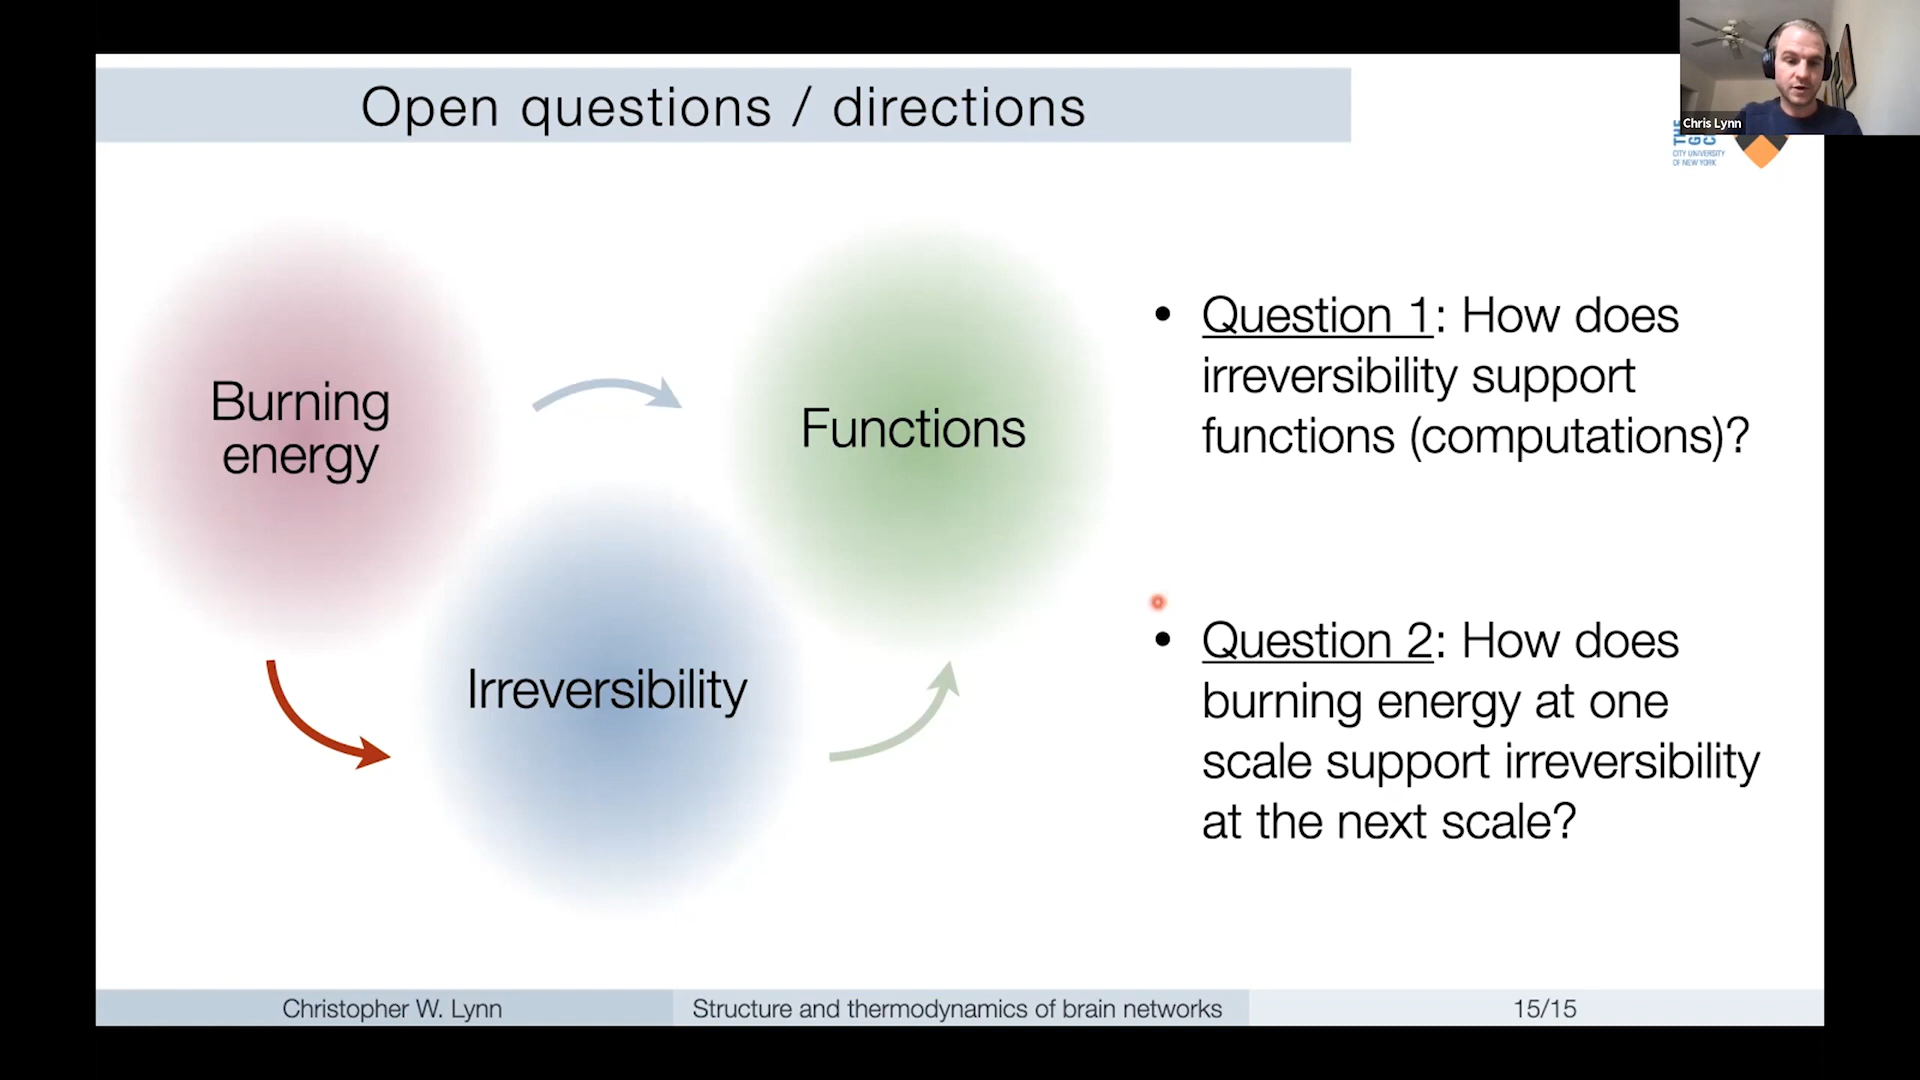 Open questions / directions
Chris Lynn
CITY UNIVERSITY
OF NEW YORK
Burning
energy
Functions
Irreversibility
• Question 1: How does
irreversibility support
functions (computations)?
• Question 2: How does
burning energy at one
scale support irreversibility
at the next scale?
Christopher W. Lynn
Structure and thermodynamics of brain networks
15/15